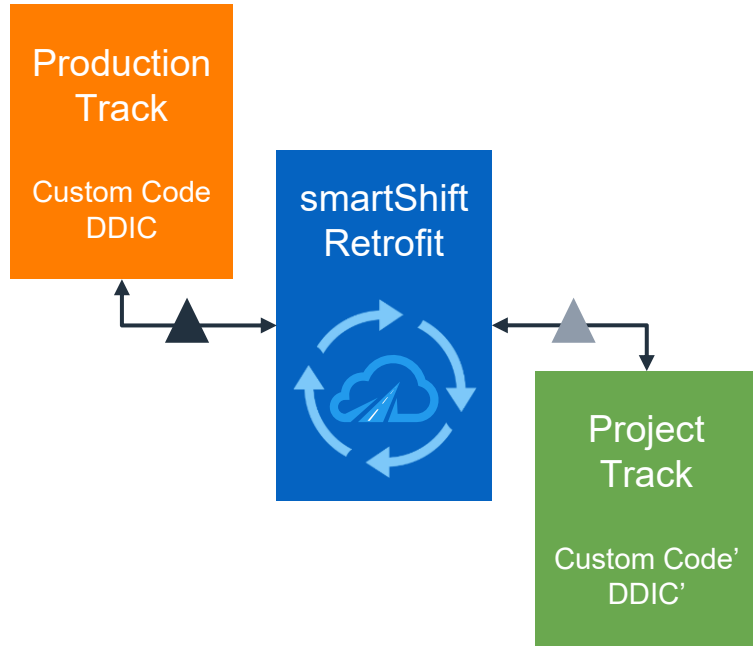 Production
Track
Custom Code
DDIC
smartShift
Retrofit
Project
Track
Custom Code’
DDIC’